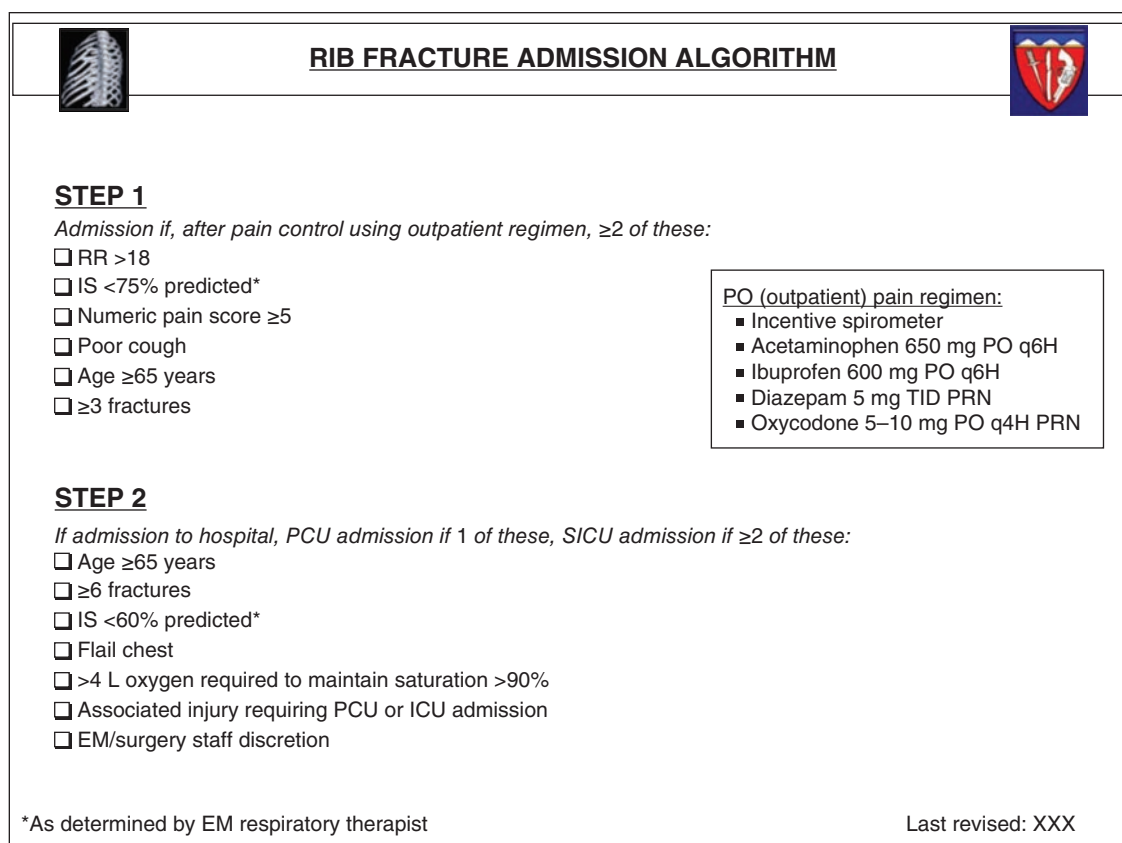 RIB FRACTURE ADMISSION ALGORITHM
STEP 1
Admission if, after pain control using outpatient regimen, ≥2 of these:
❑ RR >18
❑ IS <75% predicted*
❑ Numeric pain score ≥5
❑ Poor cough
❑ Age ≥65 years
❑ ≥3 fractures
PO (outpatient) pain regimen:
▪ Incentive spirometer
▪ Acetaminophen 650 mg PO q6H
▪ Ibuprofen 600 mg PO q6H
▪ Diazepam 5 mg TID PRN
▪ Oxycodone 5–10 mg PO q4H PRN
STEP 2
If admission to hospital, PCU admission if 1 of these, SICU admission if ≥2 of these:
❑ Age ≥65 years
❑ ≥6 fractures
❑ IS <60% predicted*
❑ Flail chest
❑ >4 L oxygen required to maintain saturation >90%
❑ Associated injury requiring PCU or ICU admission
❑ EM/surgery staff discretion
*As determined by EM respiratory therapist
Last revised: XXX